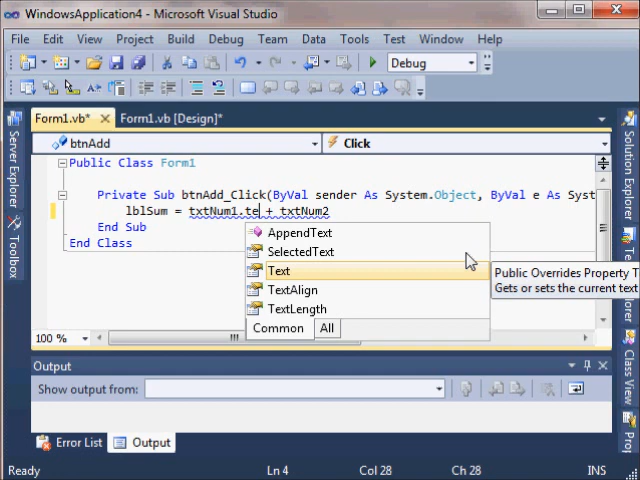 WindowsApplication4 - Microsoft Visual Studio
File Edit View Project Build Debug Team Data Tools Test Window Help
Debug
Form1.vb* Form1.vb [Design]*
btnAdd Click
Public Class Form1
Private Sub btnAdd_Click(ByVal sender As System.Object, ByVal e As Syst
lblSum = txtNum1.te + txtNum2
End Sub
End Class
AppendText
SelectedText
Text
TextAlign
TextLength
Common All
Public Overrides Property T
Gets or sets the current text
100 %
Output
Show output from:
Error List Output
Ready Ln 4 Col 28 Ch 28 INS
Server Explorer
Toolbox
Solution Explorer
Class View